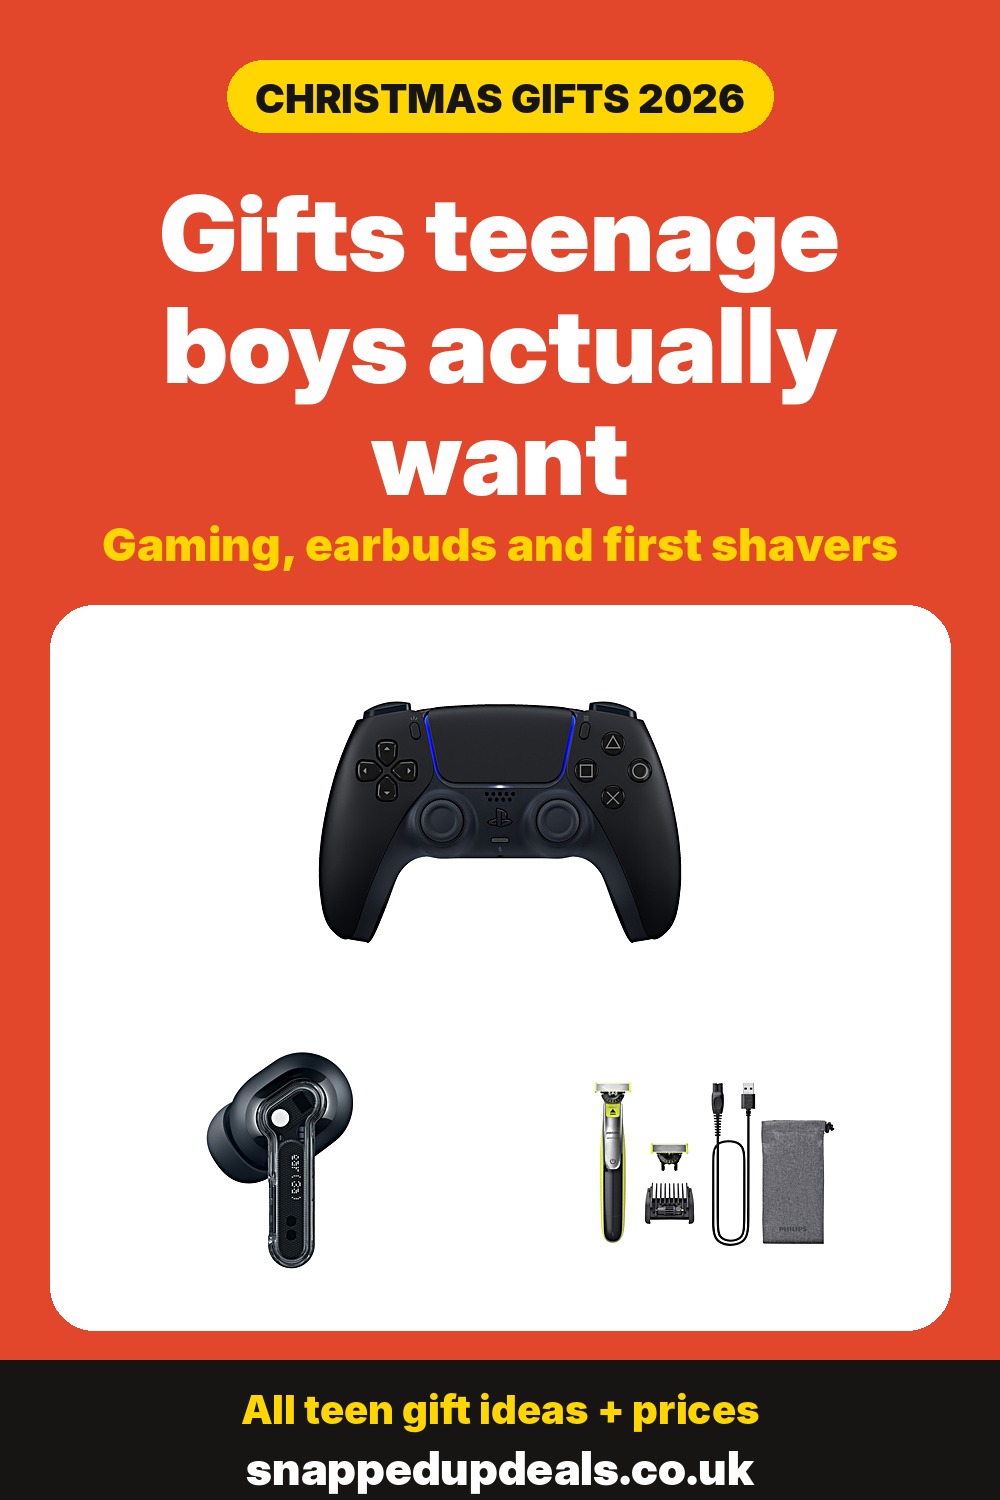 CHRISTMAS GIFTS 2026
Gifts teenage
boys actually
want
Gaming, earbuds and first shavers
PHILIPS
All teen gift ideas + prices
snappedupdeals.co.uk